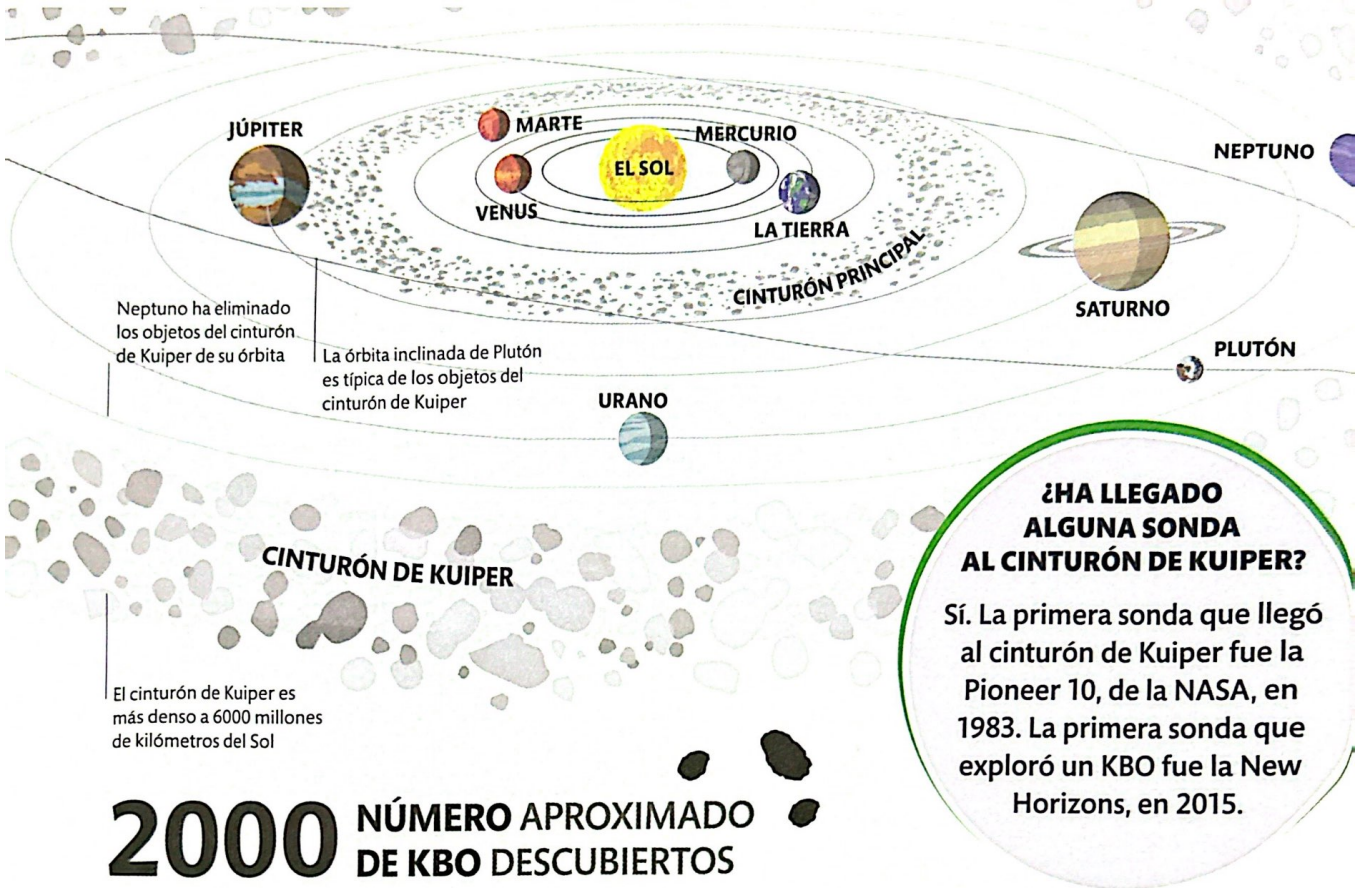 JÚPITER
MARTE
MERCURIO
EL SOL
VENUS
LA TIERRA
NEPTUNO
CINTURÓN PRINCIPAL
SATURNO
Neptuno ha eliminado
los objetos del cinturón
de Kuiper de su órbita
La órbita inclinada de Plutón
es típica de los objetos del
cinturón de Kuiper
PLUTÓN
URANO
CINTURÓN DE KUIPER
El cinturón de Kuiper es
más denso a 6000 millones
de kilómetros del Sol
¿HA LLEGADO
ALGUNA SONDA
AL CINTURÓN DE KUIPER?
Sí. La primera sonda que llegó
al cinturón de Kuiper fue la
Pioneer 10, de la NASA, en
1983. La primera sonda que
exploró un KBO fue la New
Horizons, en 2015.
2000 NÚMERO APROXIMADO
DE KBO DESCUBIERTOS